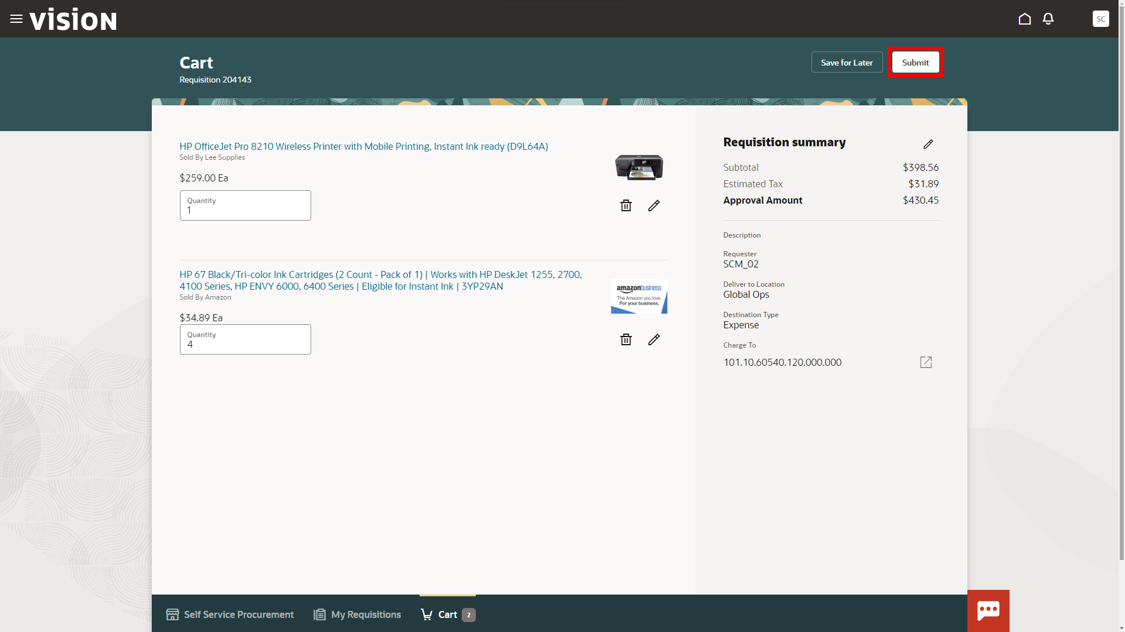 VISION
SC
Cart
Requisition 204143
Save for Later
Submit
HP OfficeJet Pro 8210 Wireless Printer with Mobile Printing, Instant Ink ready (D9L64A)
Sold By Lee Supplies
$259.00 Ea
Quantity
1
HP 67 Black/Tri-color Ink Cartridges (2 Count - Pack of 1) | Works with HP DeskJet 1255, 2700,
4100 Series, HP ENVY 6000, 6400 Series | Eligible for Instant Ink | 3YP29AN
Sold By Amazon
$34.89 Ea
Quantity
4
amazonbusiness
The Amazon you love.
For your business.
Requisition summary
Subtotal $398.56
Estimated Tax $31.89
Approval Amount $430.45
Description
Requester
SCM_02
Deliver to Location
Global Ops
Destination Type
Expense
Charge To
101.10.60540.120.000.000
Self Service Procurement
My Requisitions
Cart 2